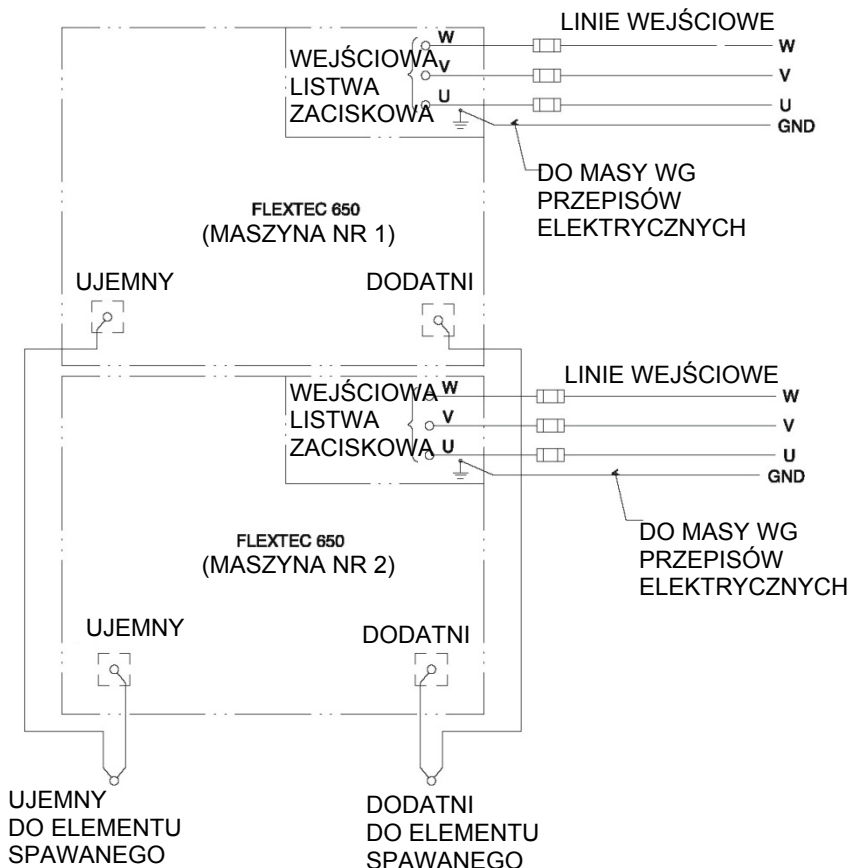 LINIE WEJŚCIOWE
WEJŚCIOWA
LISTWA
ZACISKOWA
W
V
U
W
V
U
GND
DO MASY WG
PRZEPISÓW
ELEKTRYCZNYCH
FLEXTEC 650
(MASZYNA NR 1)
UJEMNY
DODATNI
LINIE WEJŚCIOWE
WEJŚCIOWA
LISTWA
ZACISKOWA
W
V
U
W
V
U
GND
DO MASY WG
PRZEPISÓW
ELEKTRYCZNYCH
FLEXTEC 650
(MASZYNA NR 2)
UJEMNY
DODATNI
UJEMNY
DO ELEMENTU
SPAWANEGO
DODATNI
DO ELEMENTU
SPAWANEGO